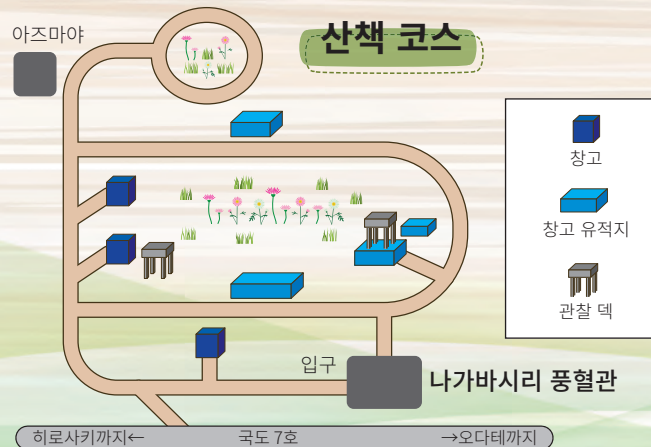 아즈마야
산책 코스
창고
창고 유적지
관찰 덱
입구
나가바시리 풍혈관
히로사키까지←
국도 7호
→오다테까지